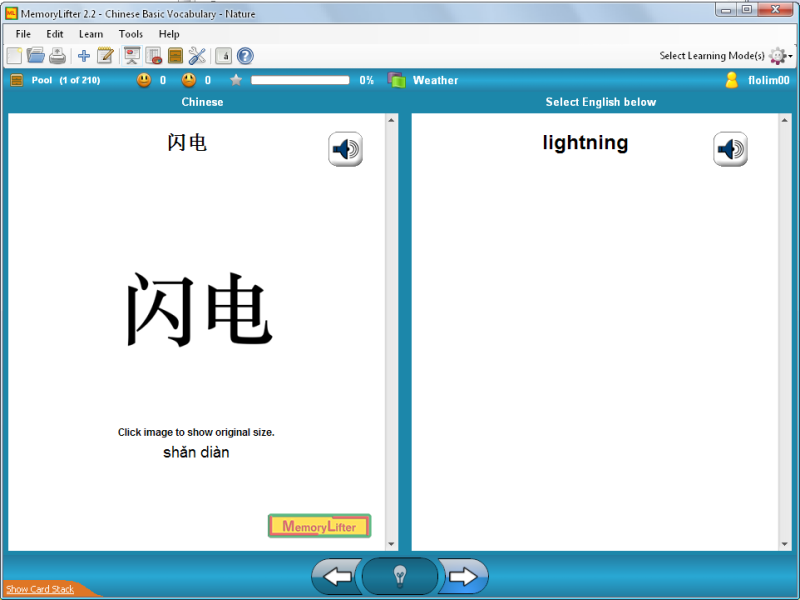 MemoryLifter 2.2 - Chinese Basic Vocabulary - Nature
File Edit Learn Tools Help
Select Learning Mode(s)
Pool (1 of 210) 0 0 0% Weather flolim00
Chinese
Select English below
闪电
lightning
闪电
Click image to show original size.
shǎn diàn
MemoryLifter
Show Card Stack